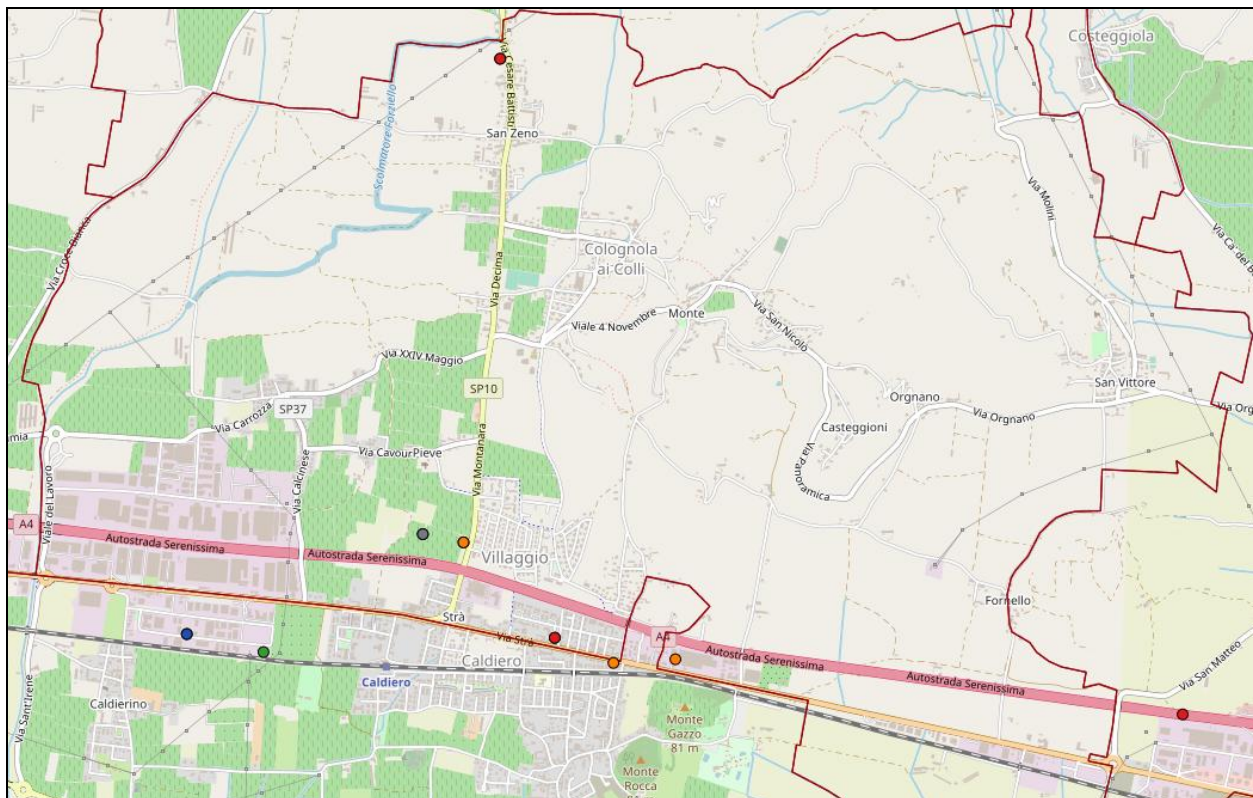 Costeggiola
Via Cesare Battisti
Scolmatore Forziello
San Zeno
Via Molini
Via Croce Bianca
Via Ca' del B
Colognola
ai Colli
Via Decima
Viale 4 Novembre
Monte
Via San Nicolò
Via XXIV Maggio
SP10
San Vittore
Orgnano
SP37
Via Orgnano
Via Org
Via Carrozza
Casteggioni
mia
Via Cavour
Pieve
Via Montanara
Via Panoramica
Via Calcinese
Viale del Lavoro
A4
Autostrada Serenissima
Autostrada Serenissima
Villaggio
Fornello
Strà
Via Strà
A4
Autostrada Serenissima
Caldiero
Caldiero
Autostrada Serenissima
Via San Matteo
Via Sant'Irene
Caldierino
Monte
Gazzo
81 m
Monte
Rocca